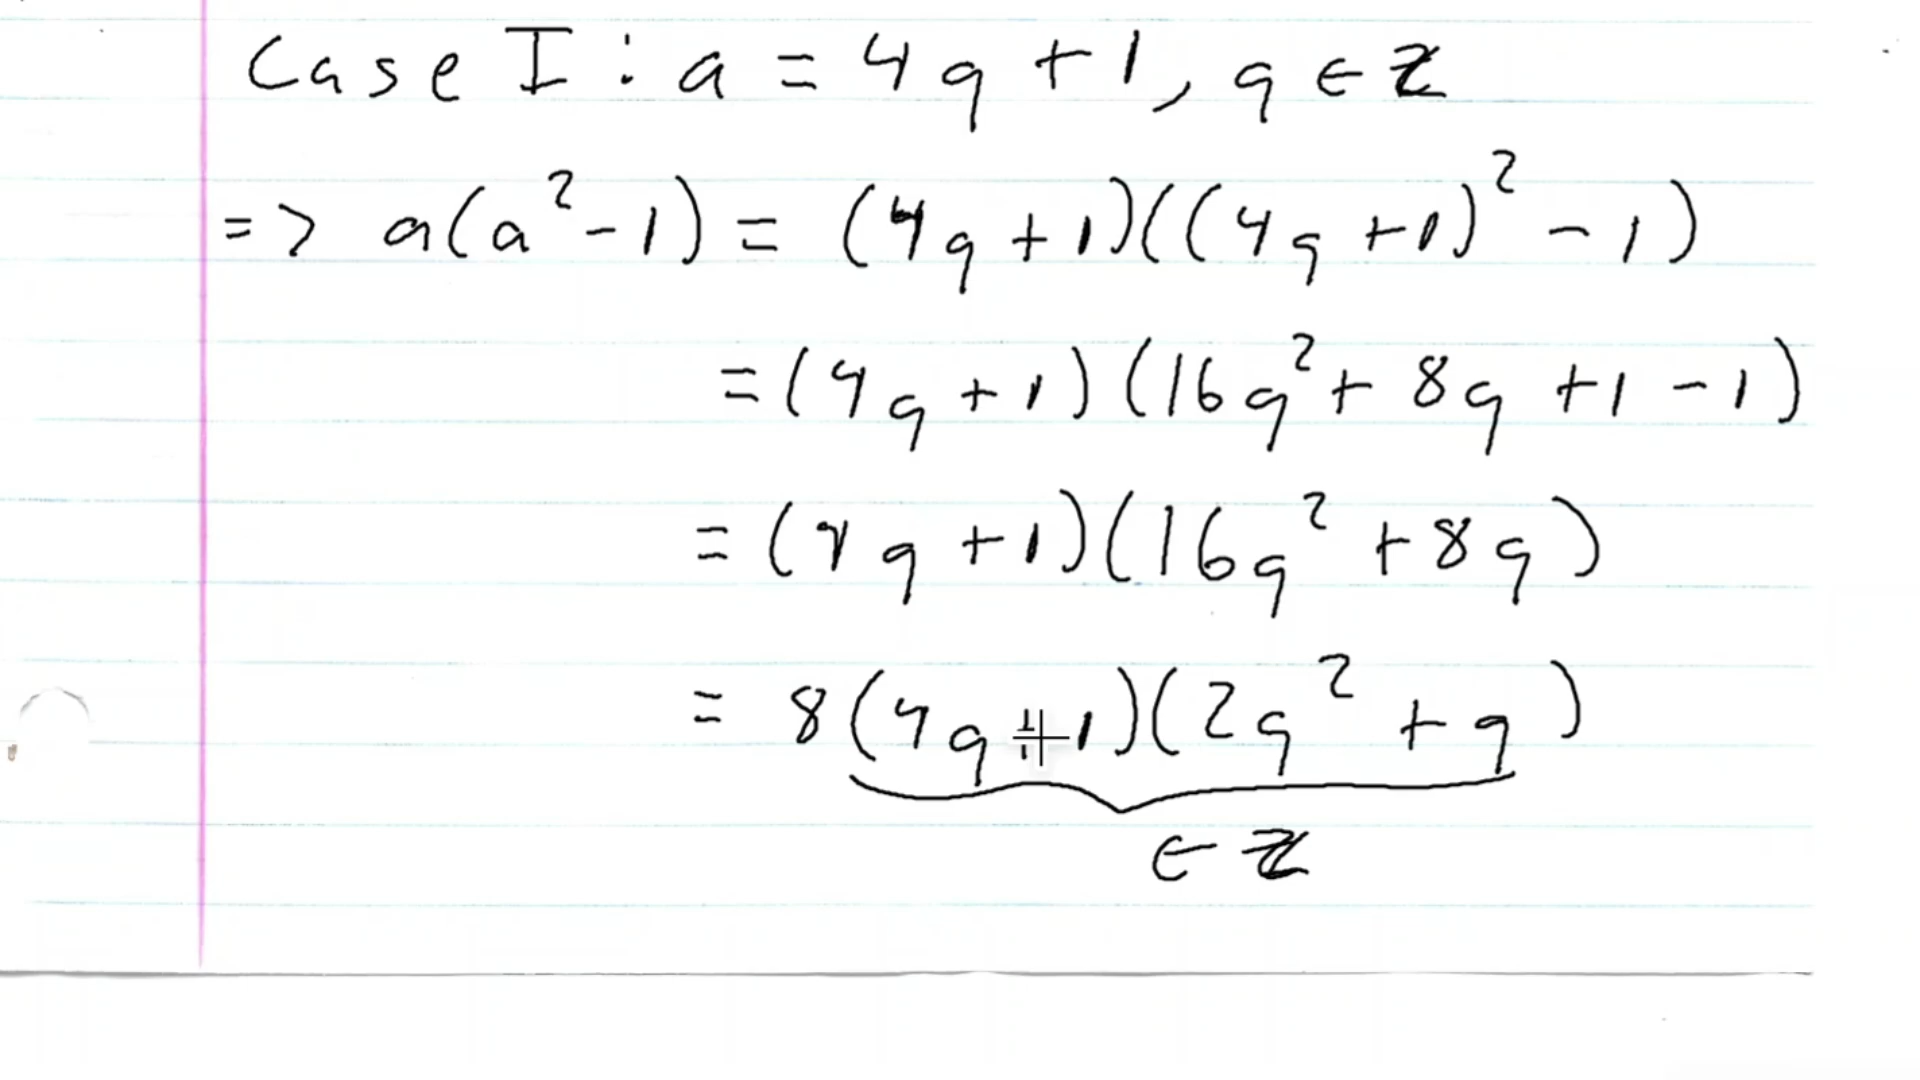 Case I : a = 4q + 1, q ∈ ℤ
=> a(a² - 1) = (4q + 1)((4q + 1)² - 1)
= (4q + 1)(16q² + 8q + 1 - 1)
= (4q + 1)(16q² + 8q)
= 8(4q + 1)(2q² + q)
∈ ℤ